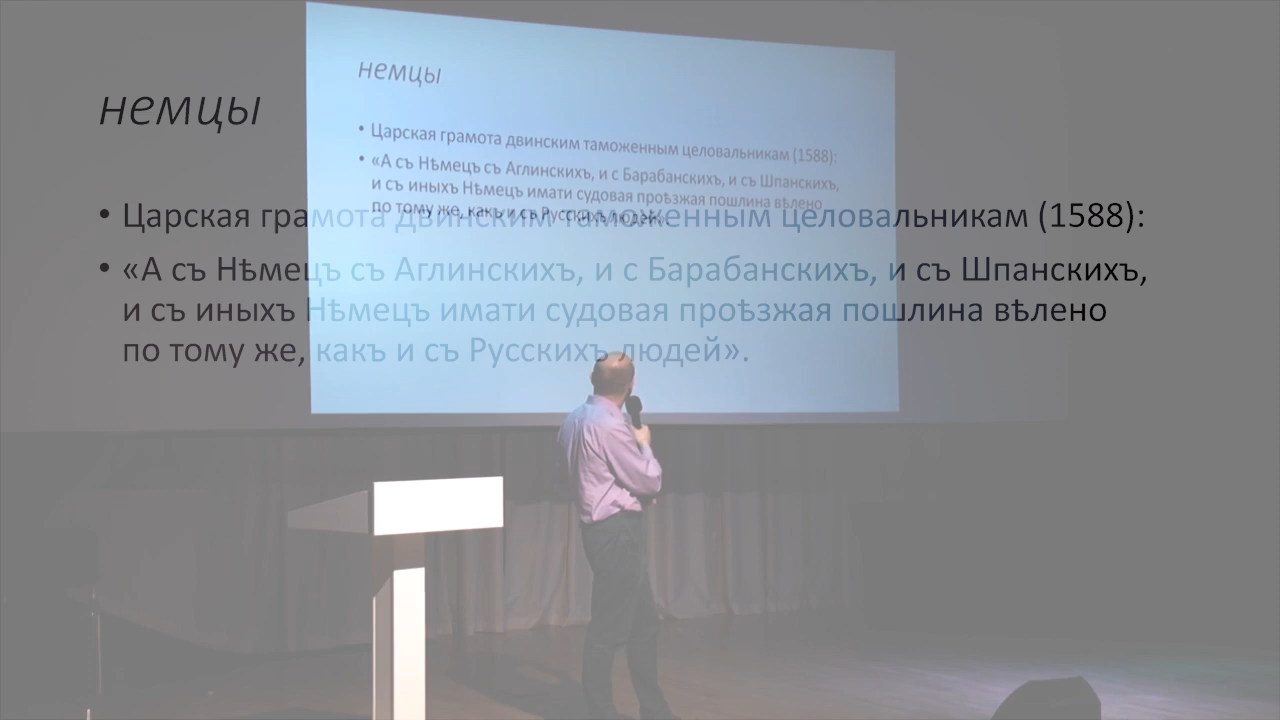 немцы
• Царская грамота двинским таможенным целовальникам (1588):
• «А съ Нѣмецъ съ Аглинскихъ, и с Барабанскихъ, и съ Шпанскихъ,
и съ иныхъ Нѣмецъ имати судовая проѣзжая пошлина вѣлено
по тому же, какъ и съ Русскихъ людей».
немцы
• Царская грамота двинским таможенным целовальникам (1588):
• «А съ Нѣмецъ съ Аглинскихъ, и с Барабанскихъ, и съ Шпанскихъ,
и съ иныхъ Нѣмецъ имати судовая проѣзжая пошлина вѣлено
по тому же, какъ и съ Русскихъ людей».